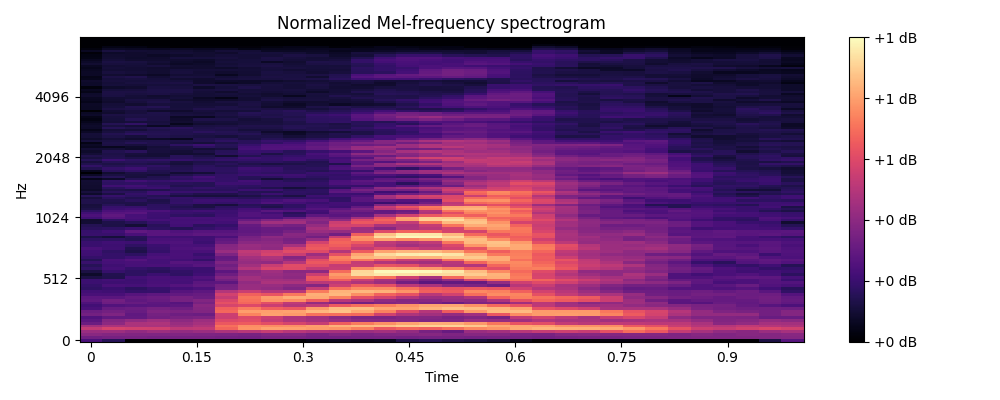 Normalized Mel-frequency spectrogram
Hz
4096
2048
1024
512
0
0
0.15
0.3
0.45
0.6
0.75
0.9
Time
+1 dB
+1 dB
+1 dB
+0 dB
+0 dB
+0 dB